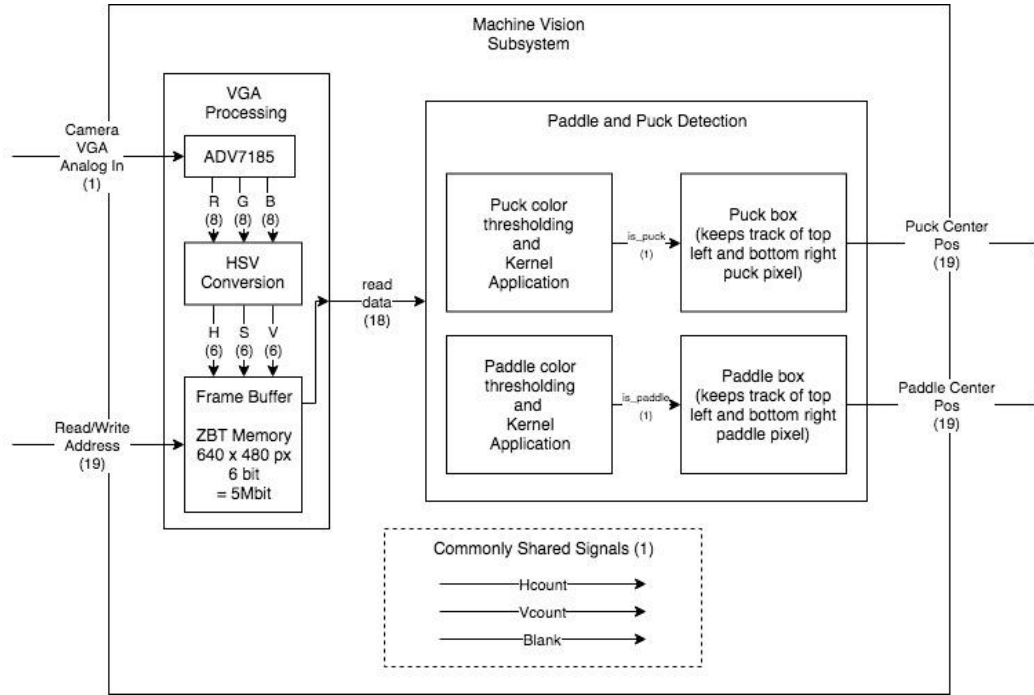 Machine Vision
Subsystem
VGA
Processing
Camera
VGA
Analog In
(1)
ADV7185
R G B
(8) (8) (8)
HSV
Conversion
H S V
(6) (6) (6)
Frame Buffer
ZBT Memory
640 x 480 px
6 bit
= 5Mbit
Read/Write
Address
(19)
read
data
(18)
Paddle and Puck Detection
Puck color
thresholding
and
Kernel
Application
is_puck
(1)
Puck box
(keeps track of top
left and bottom right
puck pixel)
Puck Center
Pos
(19)
Paddle color
thresholding
and
Kernel
Application
is_paddle
(1)
Paddle box
(keeps track of top
left and bottom right
paddle pixel)
Paddle Center
Pos
(19)
Commonly Shared Signals (1)
Hcount
Vcount
Blank